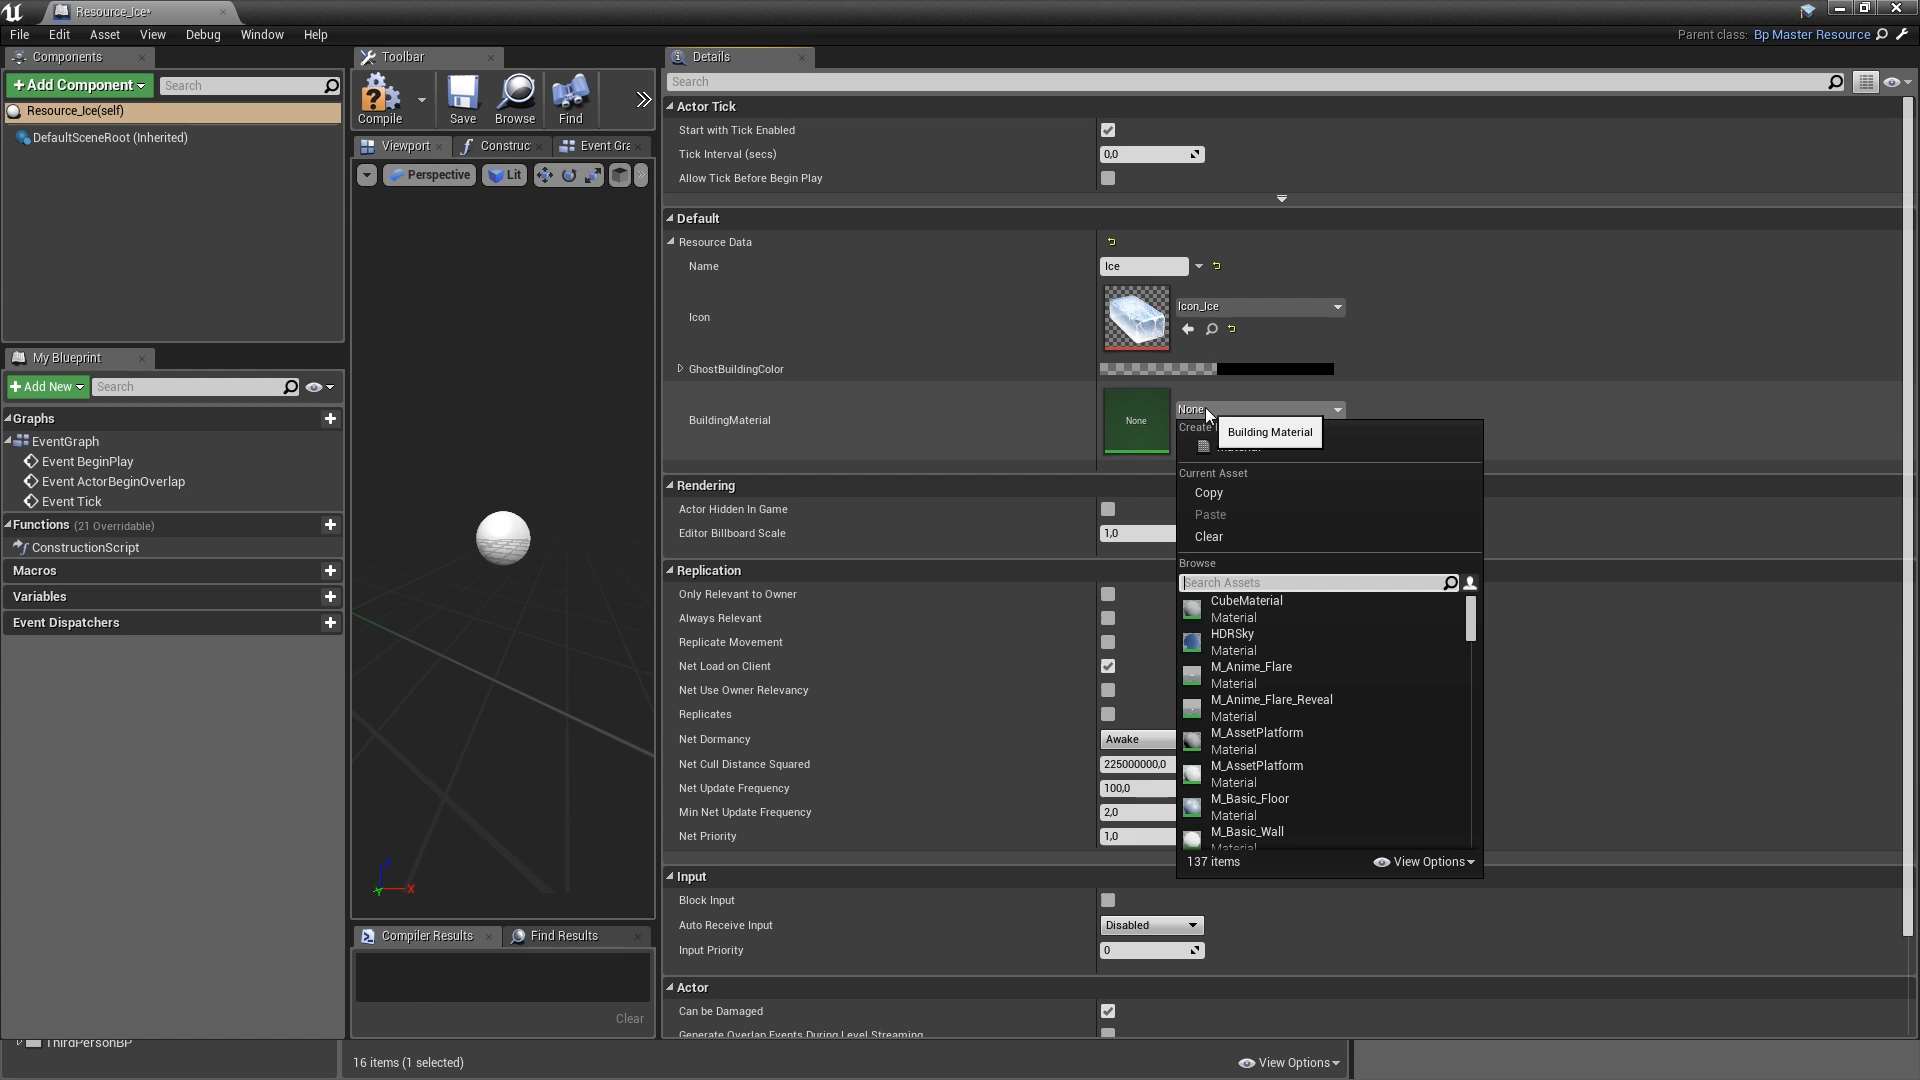 Resource_Ice*
File Edit Asset View Debug Window Help
Parent class: Bp Master Resource
Components
Add Component
Search
Resource_Ice(self)
DefaultSceneRoot (Inherited)
My Blueprint
Add New
Search
Graphs
EventGraph
Event BeginPlay
Event ActorBeginOverlap
Event Tick
Functions (21 Overridable)
ConstructionScript
Macros
Variables
Event Dispatchers
ThirdPersonBP
Toolbar
Compile
Save
Browse
Find
Viewport
Construc
Event Gra
Perspective
Lit
Z
X
Y
Compiler Results
Find Results
Clear
16 items (1 selected)
View Options
Details
Search
Actor Tick
Start with Tick Enabled
Tick Interval (secs) 0,0
Allow Tick Before Begin Play
Default
Resource Data
Name Ice
Icon Icon_Ice
GhostBuildingColor
BuildingMaterial None None
Rendering
Actor Hidden In Game
Editor Billboard Scale 1,0
Replication
Only Relevant to Owner
Always Relevant
Replicate Movement
Net Load on Client
Net Use Owner Relevancy
Replicates
Net Dormancy Awake
Net Cull Distance Squared 225000000,0
Net Update Frequency 100,0
Min Net Update Frequency 2,0
Net Priority 1,0
Input
Block Input
Auto Receive Input Disabled
Input Priority 0
Actor
Can be Damaged
Generate Overlap Events During Level Streaming
Building Material
Create
Material
Current Asset
Copy
Paste
Clear
Browse
Search Assets
CubeMaterial
Material
HDRSky
Material
M_Anime_Flare
Material
M_Anime_Flare_Reveal
Material
M_AssetPlatform
Material
M_AssetPlatform
Material
M_Basic_Floor
Material
M_Basic_Wall
Material
137 items
View Options